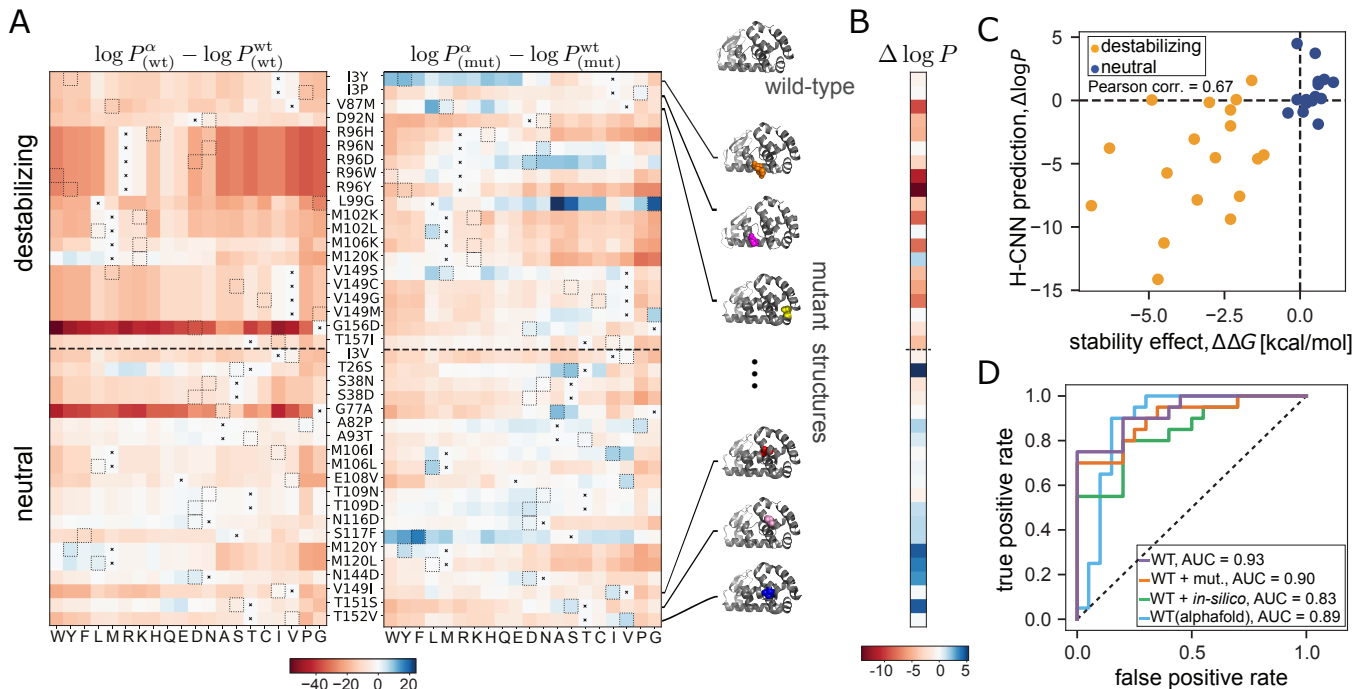 A
log P^α_(wt) − log P^wt_(wt)
log P^α_(mut) − log P^wt_(mut)
destabilizing
neutral
I3Y
I3P
V87M
D92N
R96H
R96N
R96D
R96W
R96Y
L99G
M102K
M102L
M106K
M120K
V149S
V149C
V149G
V149M
G156D
T157I
I3V
T26S
S38N
S38D
G77A
A82P
A93T
M106I
M106L
E108V
T109N
T109D
N116D
S117F
M120Y
M120L
N144D
V149I
T151S
T152V
W Y F L M R K H Q E D N A S T C I V P G
W Y F L M R K H Q E D N A S T C I V P G
−40 −20 0 20
wild-type
mutant structures
B
Δ log P
−10 −5 0 5
C
destabilizing
neutral
Pearson corr. = 0.67
H-CNN prediction, ΔlogP
5
0
−5
−10
−15
−5.0 −2.5 0.0
stability effect, ΔΔG [kcal/mol]
D
true positive rate
1.0
0.8
0.6
0.4
0.2
0.0
WT, AUC = 0.93
WT + mut., AUC = 0.90
WT + in-silico, AUC = 0.83
WT(alphafold), AUC = 0.89
0.0 0.5 1.0
false positive rate